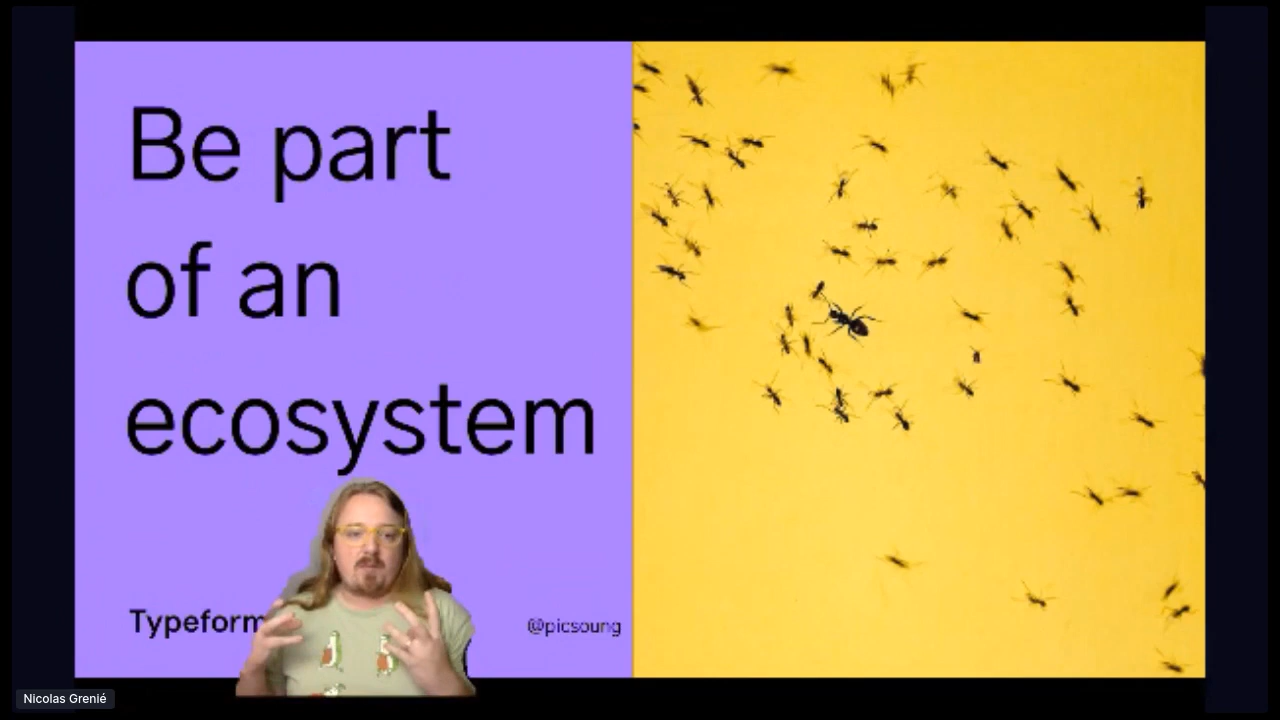 Be part
of an
ecosystem
Typeform
@picsoung
Nicolas Grenié